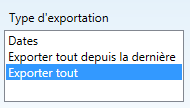 Type d'exportation
Dates
Exporter tout depuis la dernière
Exporter tout